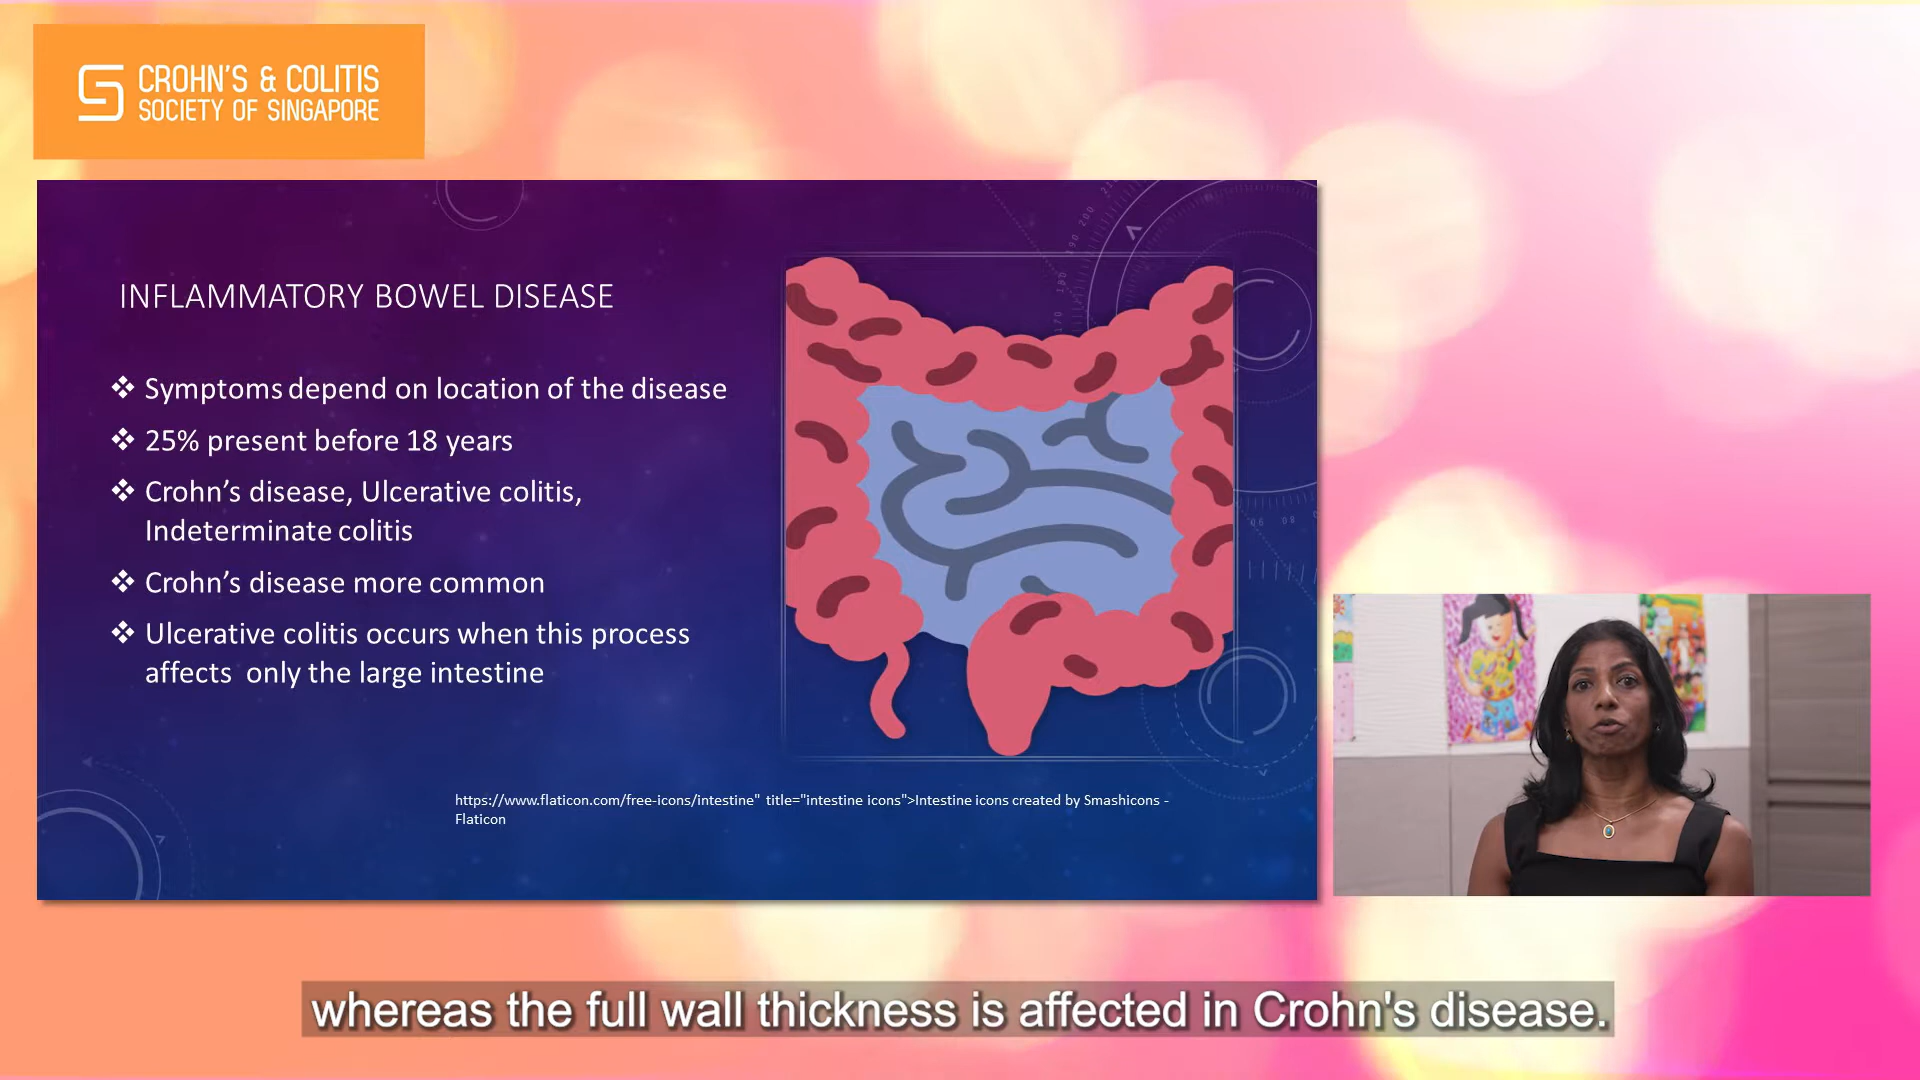 CROHN'S & COLITIS
SOCIETY OF SINGAPORE
INFLAMMATORY BOWEL DISEASE
❖ Symptoms depend on location of the disease
❖ 25% present before 18 years
❖ Crohn’s disease, Ulcerative colitis,
Indeterminate colitis
❖ Crohn’s disease more common
❖ Ulcerative colitis occurs when this process
affects only the large intestine
https://www.flaticon.com/free-icons/intestine" title="intestine icons">Intestine icons created by Smashicons -
Flaticon
whereas the full wall thickness is affected in Crohn's disease.